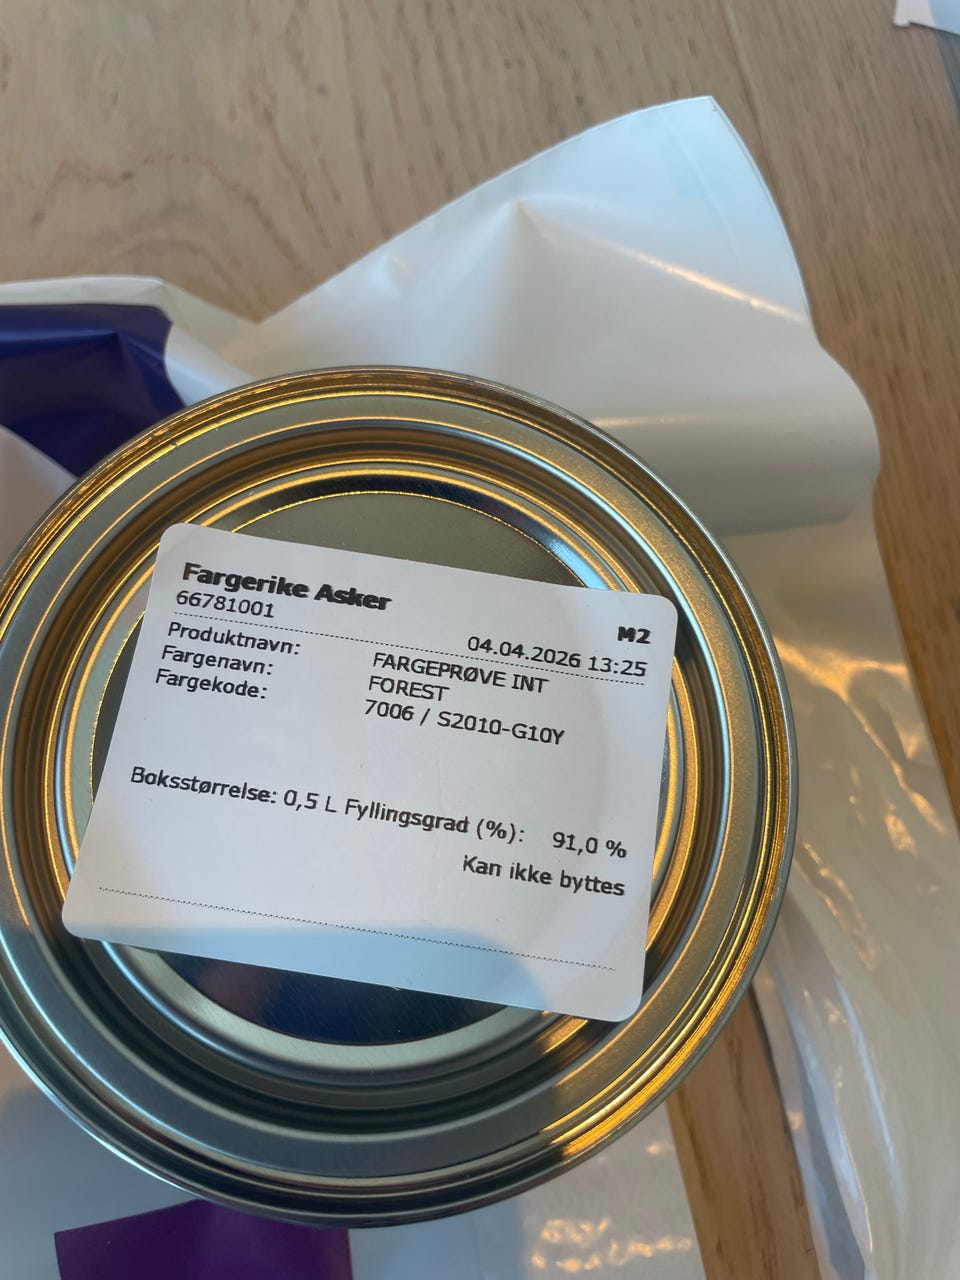 Fargerike Asker
66781001
M2
04.04.2026 13:25
Produktnavn: FARGEPRØVE INT
Fargenavn: FOREST
Fargekode: 7006 / S2010-G10Y
Boksstørrelse: 0,5 L Fyllingsgrad (%): 91,0 %
Kan ikke byttes